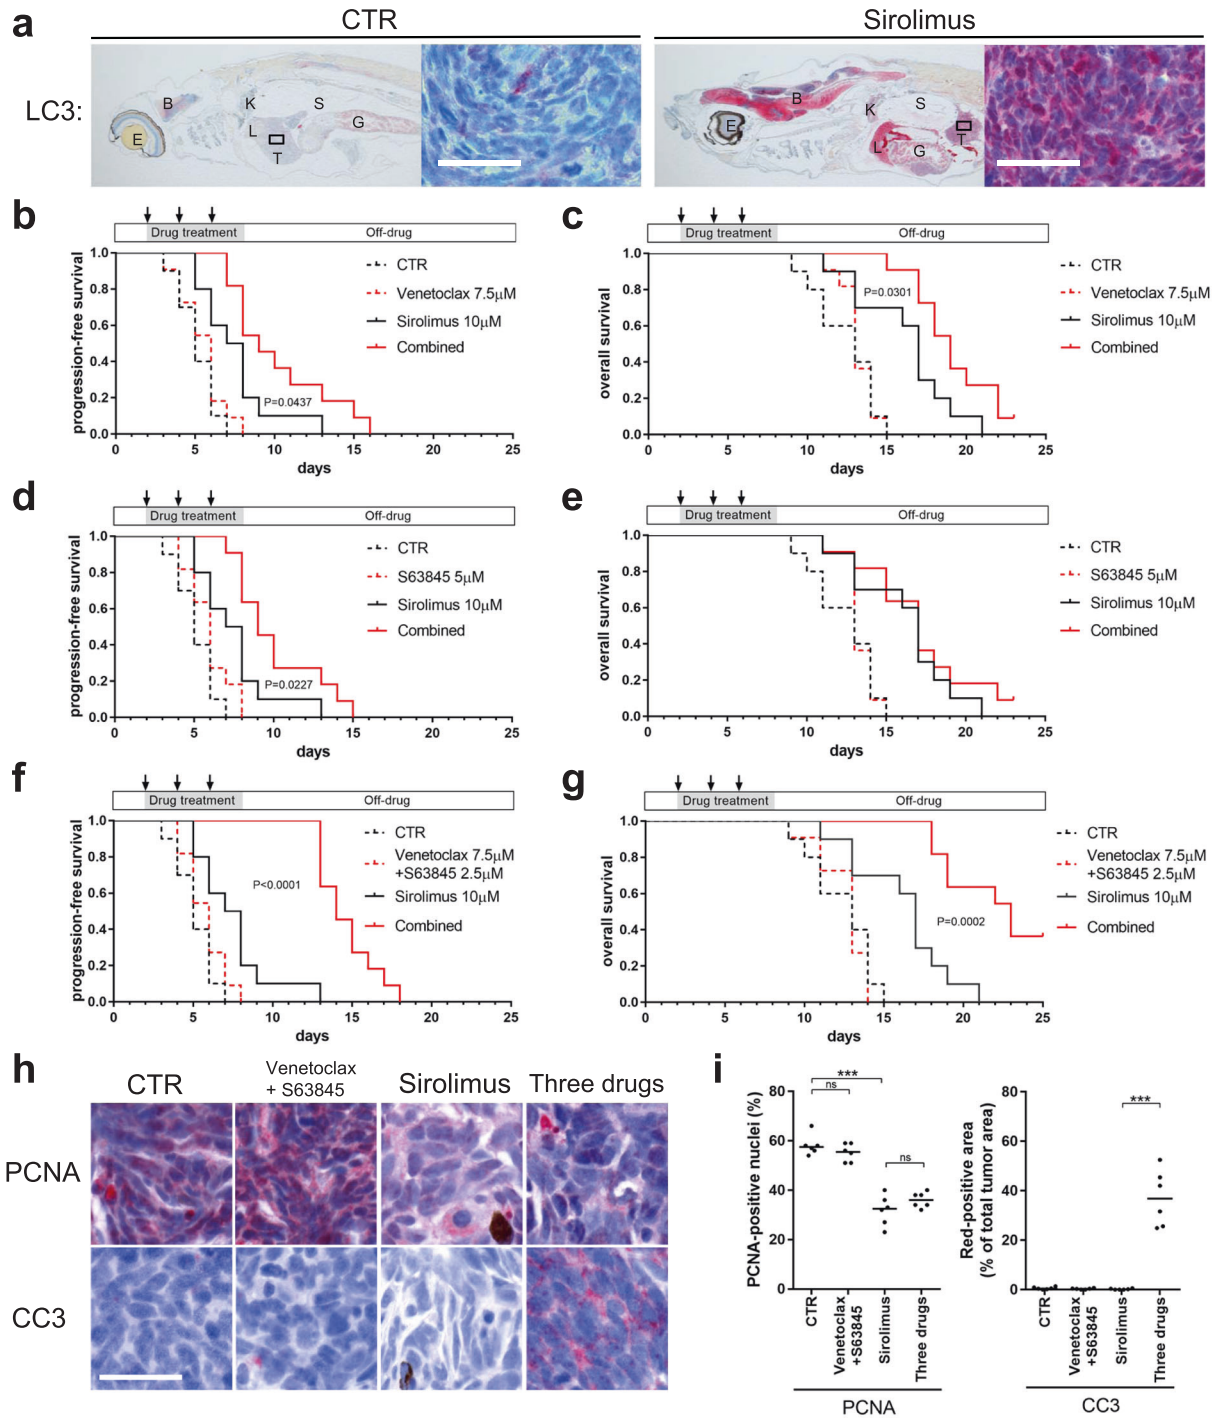 a
CTR
Sirolimus
LC3:
B
E
K
L
S
G
T
B
E
K
L
S
G
T
b
Drug treatment
Off-drug
progression-free survival
1.0
0.8
0.6
0.4
0.2
0.0
CTR
Venetoclax 7.5µM
Sirolimus 10µM
Combined
P=0.0437
0 5 10 15 20 25
days
c
Drug treatment
Off-drug
overall survival
1.0
0.8
0.6
0.4
0.2
0.0
P=0.0301
CTR
Venetoclax 7.5µM
Sirolimus 10µM
Combined
0 5 10 15 20 25
days
d
Drug treatment
Off-drug
progression-free survival
1.0
0.8
0.6
0.4
0.2
0.0
CTR
S63845 5µM
Sirolimus 10µM
Combined
P=0.0227
0 5 10 15 20 25
days
e
Drug treatment
Off-drug
overall survival
1.0
0.8
0.6
0.4
0.2
0.0
CTR
S63845 5µM
Sirolimus 10µM
Combined
0 5 10 15 20 25
days
f
Drug treatment
Off-drug
progression-free survival
1.0
0.8
0.6
0.4
0.2
0.0
P<0.0001
CTR
Venetoclax 7.5µM
+S63845 2.5µM
Sirolimus 10µM
Combined
0 5 10 15 20 25
days
g
Drug treatment
Off-drug
overall survival
1.0
0.8
0.6
0.4
0.2
0.0
P=0.0002
CTR
Venetoclax 7.5µM
+S63845 2.5µM
Sirolimus 10µM
Combined
0 5 10 15 20 25
days
h
CTR
Venetoclax
+ S63845
Sirolimus
Three drugs
PCNA
CC3
i
PCNA-positive nuclei (%)
80
60
40
20
0
***
ns
ns
CTR
Venetoclax
+S63845
Sirolimus
Three drugs
PCNA
Red-positive area
(% of total tumor area)
80
60
40
20
0
***
CTR
Venetoclax
+S63845
Sirolimus
Three drugs
CC3